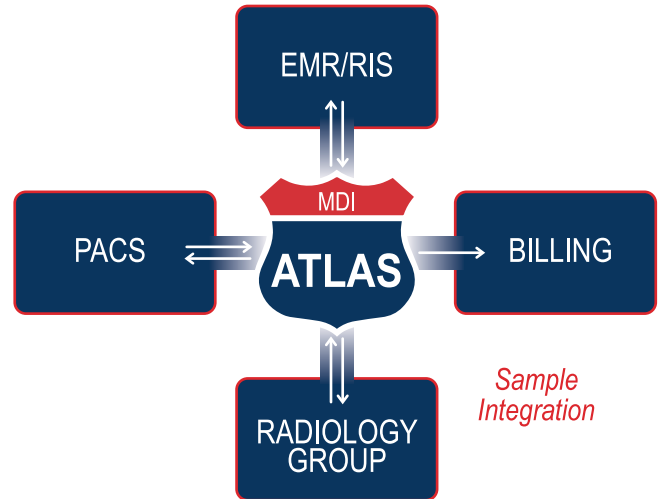 EMR/RIS
MDI
ATLAS
PACS
BILLING
RADIOLOGY
GROUP
Sample
Integration